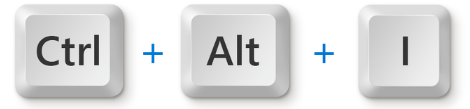 Ctrl + Alt + I